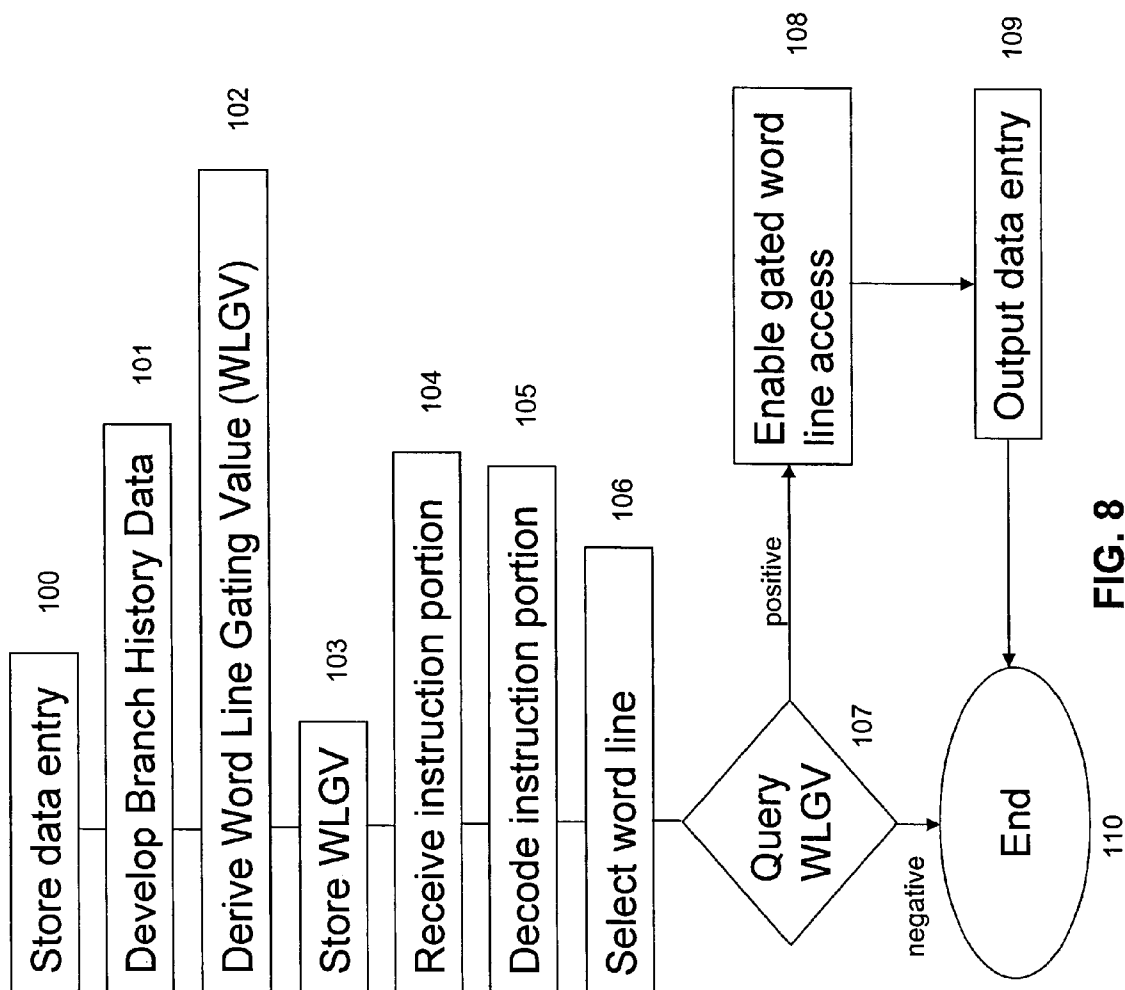 Store data entry
100
Develop Branch History Data
101
Derive Word Line Gating Value (WLGV)
102
Store WLGV
103
Receive instruction portion
104
Decode instruction portion
105
Select word line
106
Query
WLGV
107
positive
negative
Enable gated word
line access
108
Output data entry
109
End
110
FIG. 8